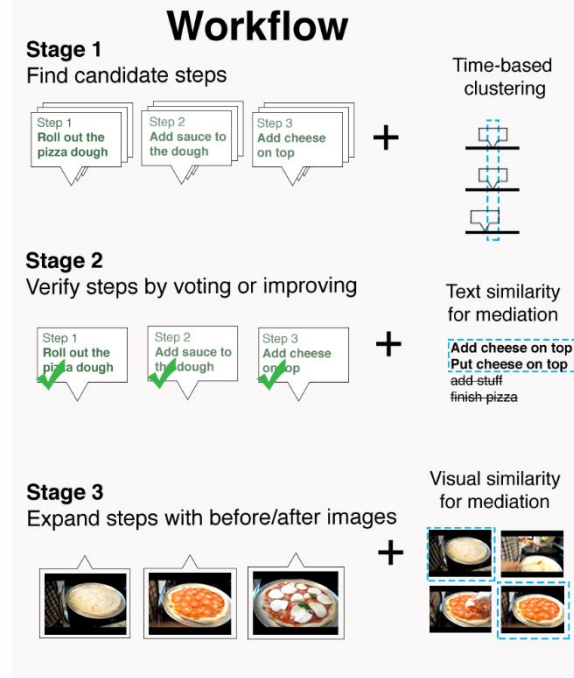 Workflow
Stage 1
Find candidate steps
Time-based
clustering
Step 1
Roll out the
pizza dough
Step 2
Add sauce to
the dough
Step 3
Add cheese
on top
+
Stage 2
Verify steps by voting or improving
Text similarity
for mediation
Step 1
Roll out the
pizza dough
Step 2
Add sauce to
the dough
Step 3
Add cheese
on top
+
Add cheese on top
Put cheese on top
add stuff
finish pizza
Stage 3
Expand steps with before/after images
Visual similarity
for mediation
+